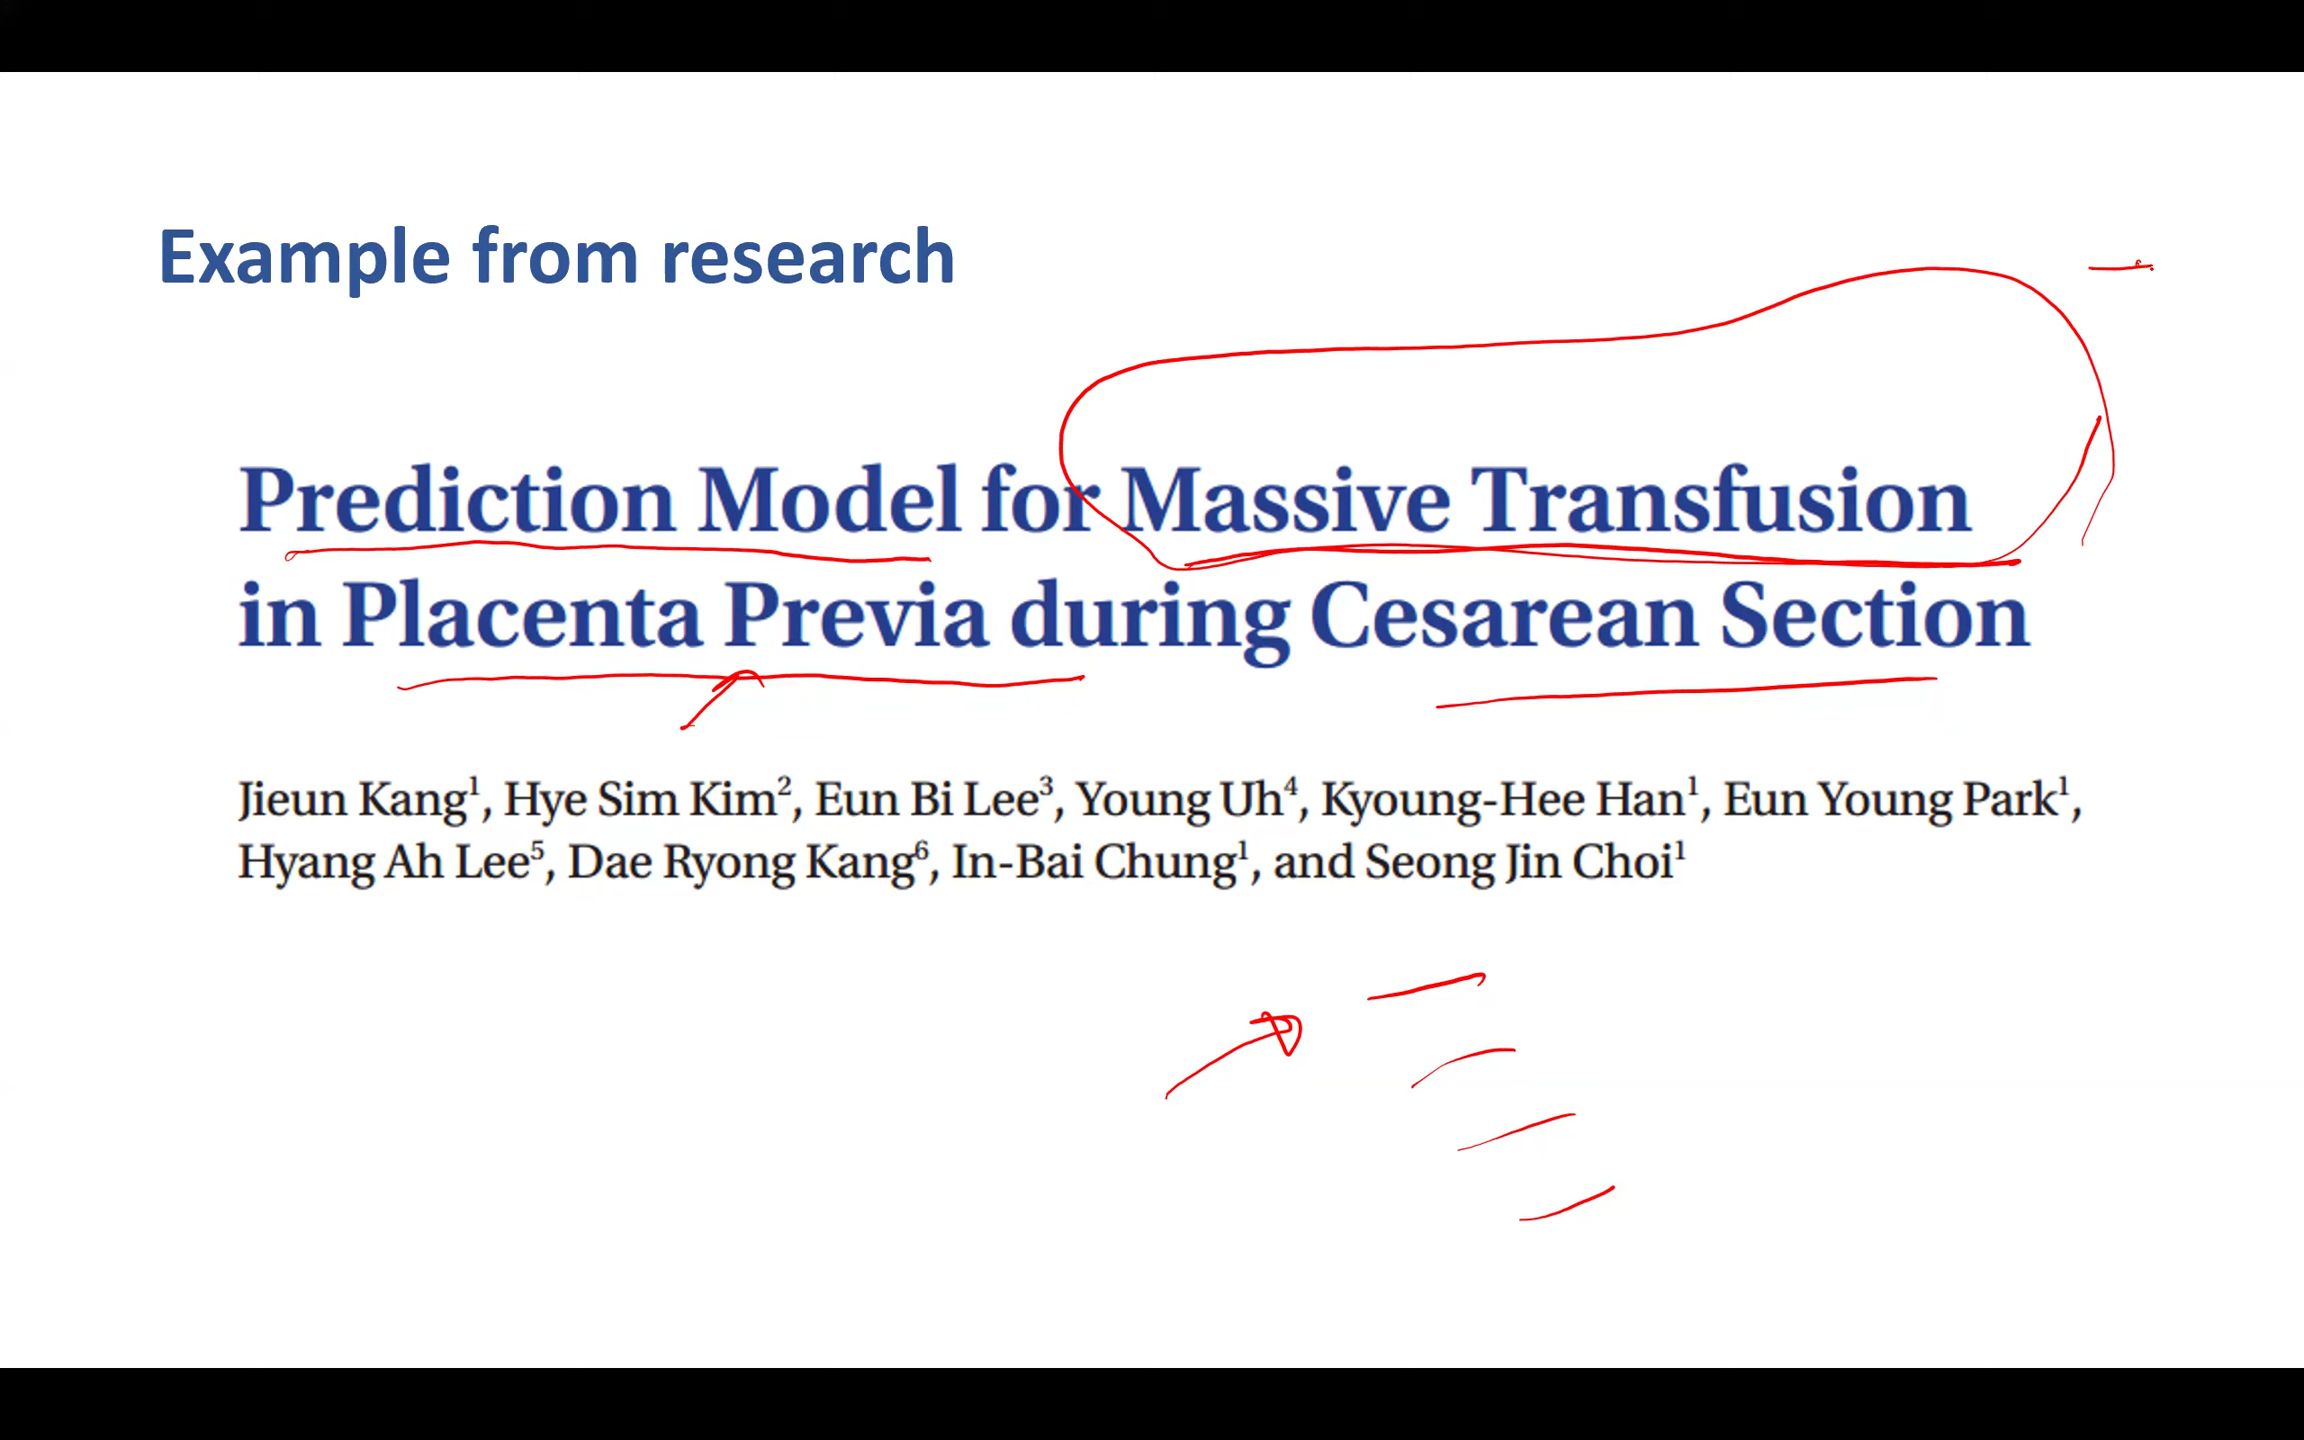 Example from research
Prediction Model for Massive Transfusion
in Placenta Previa during Cesarean Section
Jieun Kang¹, Hye Sim Kim², Eun Bi Lee³, Young Uh⁴, Kyoung-Hee Han¹, Eun Young Park¹,
Hyang Ah Lee⁵, Dae Ryong Kang⁶, In-Bai Chung¹, and Seong Jin Choi¹